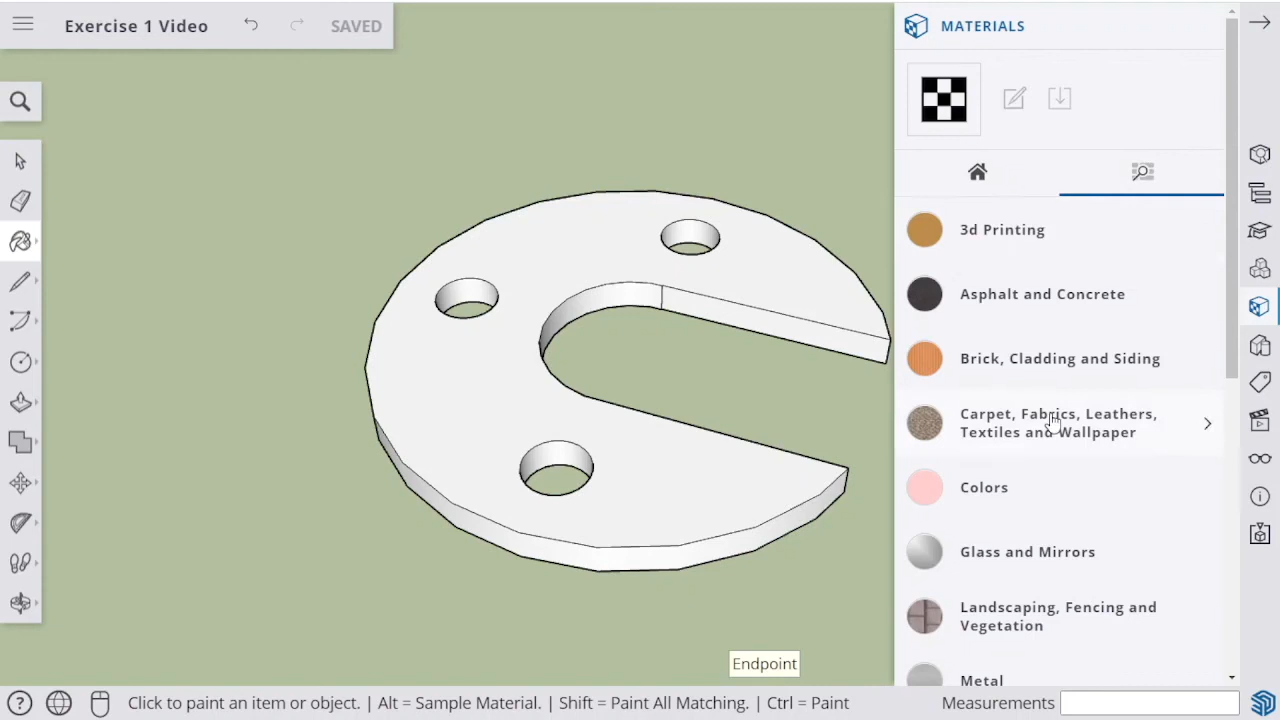 Exercise 1 Video
SAVED
MATERIALS
3d Printing
Asphalt and Concrete
Brick, Cladding and Siding
Carpet, Fabrics, Leathers,
Textiles and Wallpaper
Colors
Glass and Mirrors
Landscaping, Fencing and
Vegetation
Metal
Endpoint
Click to paint an item or object. | Alt = Sample Material. | Shift = Paint All Matching. | Ctrl = Paint
Measurements